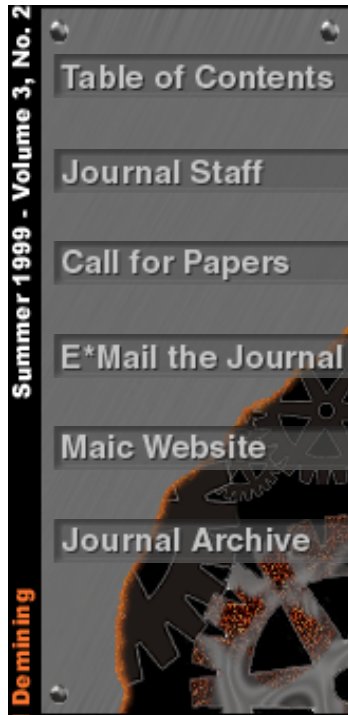 Summer 1999 - Volume 3, No. 2
Demining
Table of Contents
Journal Staff
Call for Papers
E*Mail the Journal
Maic Website
Journal Archive